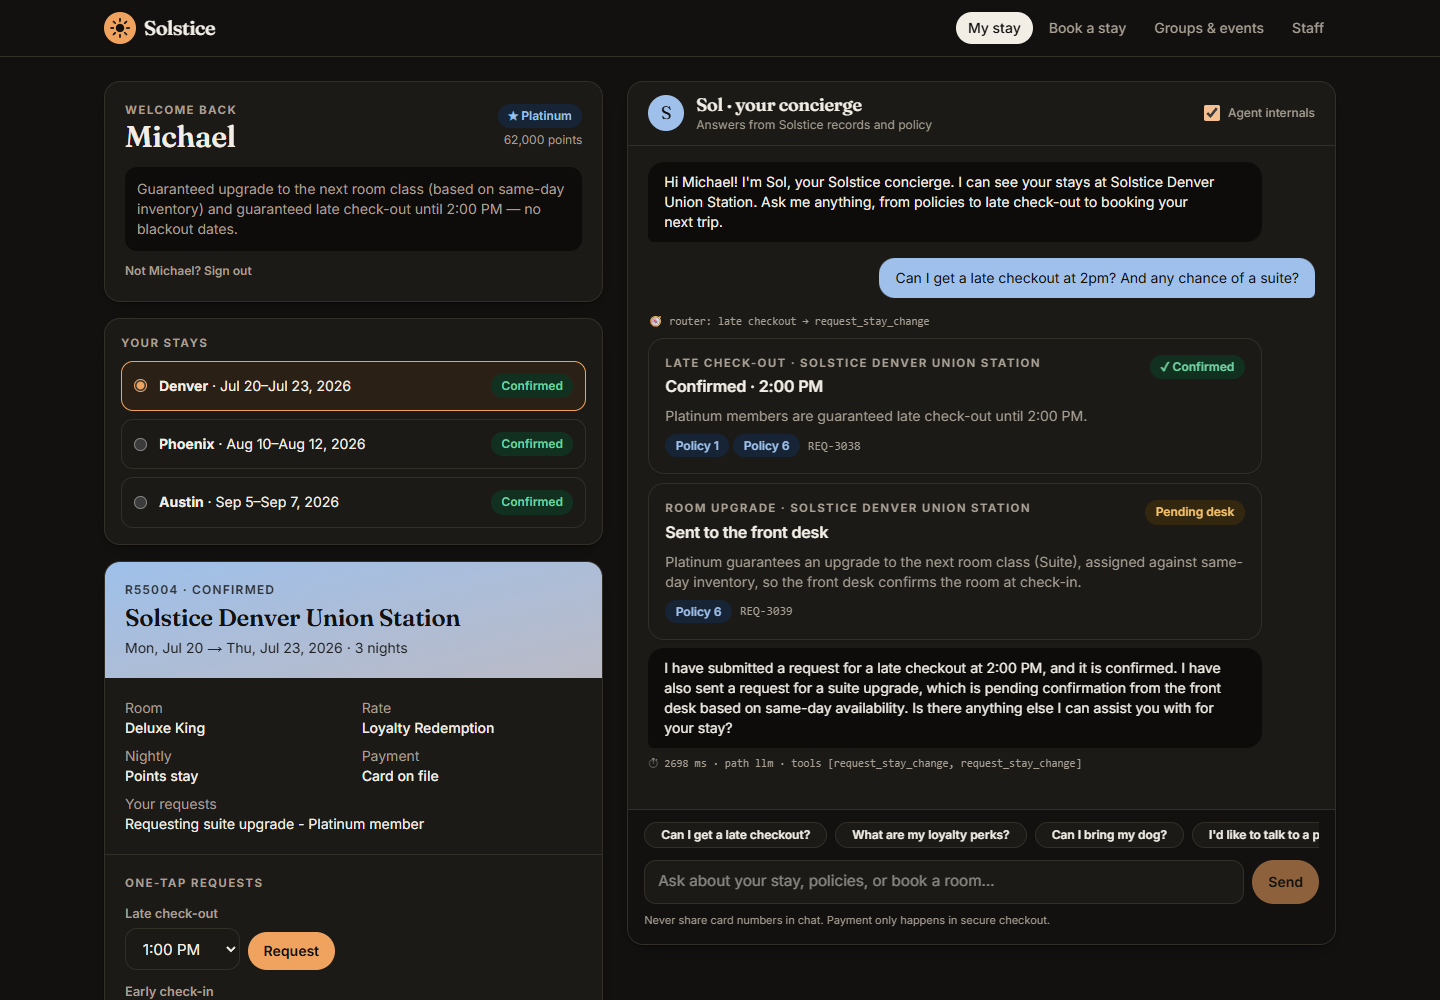 Solstice
My stay
Book a stay
Groups & events
Staff
WELCOME BACK
Michael
★ Platinum
62,000 points
Guaranteed upgrade to the next room class (based on same-day
inventory) and guaranteed late check-out until 2:00 PM — no
blackout dates.
Not Michael? Sign out
YOUR STAYS
Denver · Jul 20–Jul 23, 2026
Confirmed
Phoenix · Aug 10–Aug 12, 2026
Confirmed
Austin · Sep 5–Sep 7, 2026
Confirmed
R55004 · CONFIRMED
Solstice Denver Union Station
Mon, Jul 20 → Thu, Jul 23, 2026 · 3 nights
Room
Deluxe King
Rate
Loyalty Redemption
Nightly
Points stay
Payment
Card on file
Your requests
Requesting suite upgrade - Platinum member
ONE-TAP REQUESTS
Late check-out
1:00 PM
Request
Early check-in
S
Sol · your concierge
Answers from Solstice records and policy
Agent internals
Hi Michael! I'm Sol, your Solstice concierge. I can see your stays at Solstice Denver
Union Station. Ask me anything, from policies to late check-out to booking your
next trip.
Can I get a late checkout at 2pm? And any chance of a suite?
router: late checkout → request_stay_change
LATE CHECK-OUT · SOLSTICE DENVER UNION STATION
✓ Confirmed
Confirmed · 2:00 PM
Platinum members are guaranteed late check-out until 2:00 PM.
Policy 1
Policy 6
REQ-3038
ROOM UPGRADE · SOLSTICE DENVER UNION STATION
Pending desk
Sent to the front desk
Platinum guarantees an upgrade to the next room class (Suite), assigned against same-
day inventory, so the front desk confirms the room at check-in.
Policy 6
REQ-3039
I have submitted a request for a late checkout at 2:00 PM, and it is confirmed. I have
also sent a request for a suite upgrade, which is pending confirmation from the front
desk based on same-day availability. Is there anything else I can assist you with for
your stay?
2698 ms · path llm · tools [request_stay_change, request_stay_change]
Can I get a late checkout?
What are my loyalty perks?
Can I bring my dog?
I'd like to talk to a p
Ask about your stay, policies, or book a room...
Send
Never share card numbers in chat. Payment only happens in secure checkout.